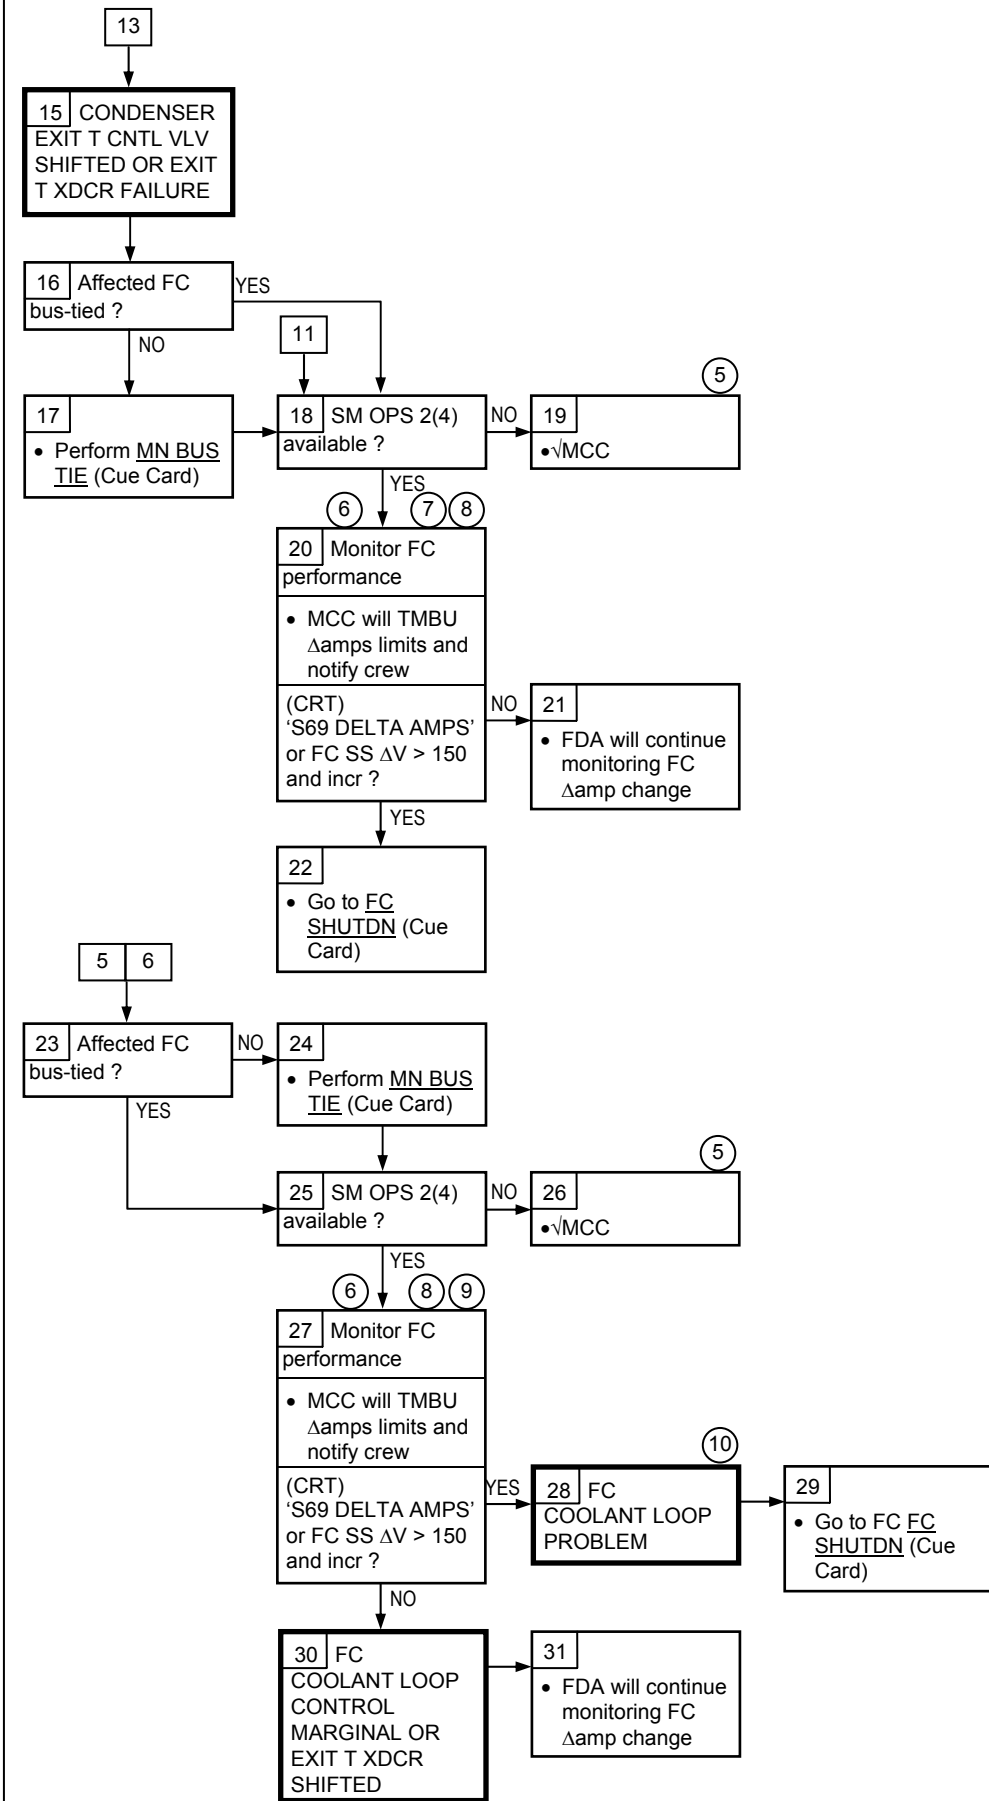 13
15 CONDENSER
EXIT T CNTL VLV
SHIFTED OR EXIT
T XDCR FAILURE
16 Affected FC
bus-tied ?
YES
NO
11
5
17
• Perform MN BUS
TIE (Cue Card)
18 SM OPS 2(4)
available ?
NO
19
•√MCC
YES
6 7 8
20 Monitor FC
performance
• MCC will TMBU
∆amps limits and
notify crew
(CRT)
'S69 DELTA AMPS'
or FC SS ∆V > 150
and incr ?
NO
21
• FDA will continue
monitoring FC
∆amp change
YES
22
• Go to FC
SHUTDN (Cue
Card)
5 6
23 Affected FC
bus-tied ?
NO
24
• Perform MN BUS
TIE (Cue Card)
YES
5
25 SM OPS 2(4)
available ?
NO
26
•√MCC
YES
6 8 9
27 Monitor FC
performance
• MCC will TMBU
∆amps limits and
notify crew
(CRT)
'S69 DELTA AMPS'
or FC SS ∆V > 150
and incr ?
YES
10
28 FC
COOLANT LOOP
PROBLEM
29
• Go to FC FC
SHUTDN (Cue
Card)
NO
30 FC
COOLANT LOOP
CONTROL
MARGINAL OR
EXIT T XDCR
SHIFTED
31
• FDA will continue
monitoring FC
∆amp change